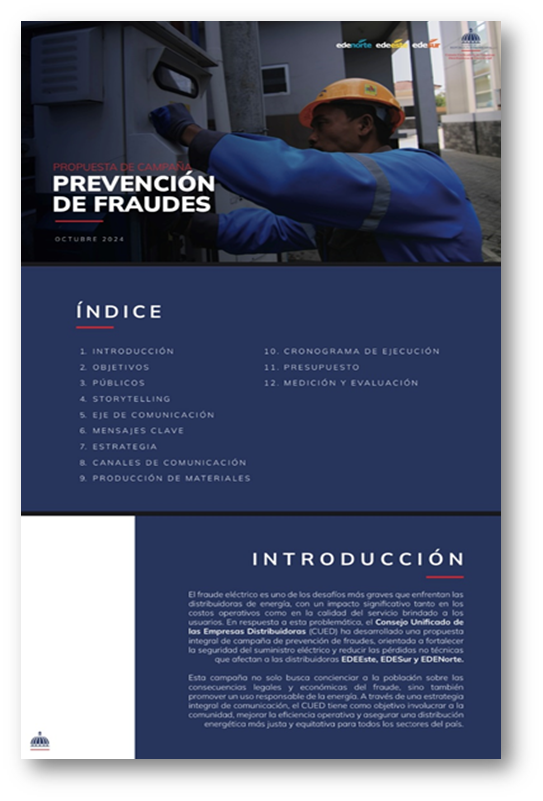 edenorte edeeste edesur
PROPUESTA DE CAMPAÑA
PREVENCIÓN
DE FRAUDES
OCTUBRE 2024
ÍNDICE
1. INTRODUCCIÓN
2. OBJETIVOS
3. PÚBLICOS
4. STORYTELLING
5. EJE DE COMUNICACIÓN
6. MENSAJES CLAVE
7. ESTRATEGIA
8. CANALES DE COMUNICACIÓN
9. PRODUCCIÓN DE MATERIALES
10. CRONOGRAMA DE EJECUCIÓN
11. PRESUPUESTO
12. MEDICIÓN Y EVALUACIÓN
INTRODUCCIÓN
El fraude eléctrico es uno de los desafíos más graves que enfrentan las
distribuidoras de energía, con un impacto significativo tanto en los
costos operativos como en la calidad del servicio brindado a los
usuarios. En respuesta a esta problemática, el Consejo Unificado de
las Empresas Distribuidoras (CUED) ha desarrollado una propuesta
integral de campaña de prevención de fraudes, orientada a fortalecer
la seguridad del suministro eléctrico y reducir las pérdidas no técnicas
que afectan a las distribuidoras EDEEste, EDESur y EDENorte.
Esta campaña no solo busca concienciar a la población sobre las
consecuencias legales y económicas del fraude, sino también
promover un uso responsable de la energía. A través de una estrategia
integral de comunicación, el CUED tiene como objetivo involucrar a la
comunidad, mejorar la eficiencia operativa y asegurar una distribución
energética más justa y equitativa para todos los sectores del país.